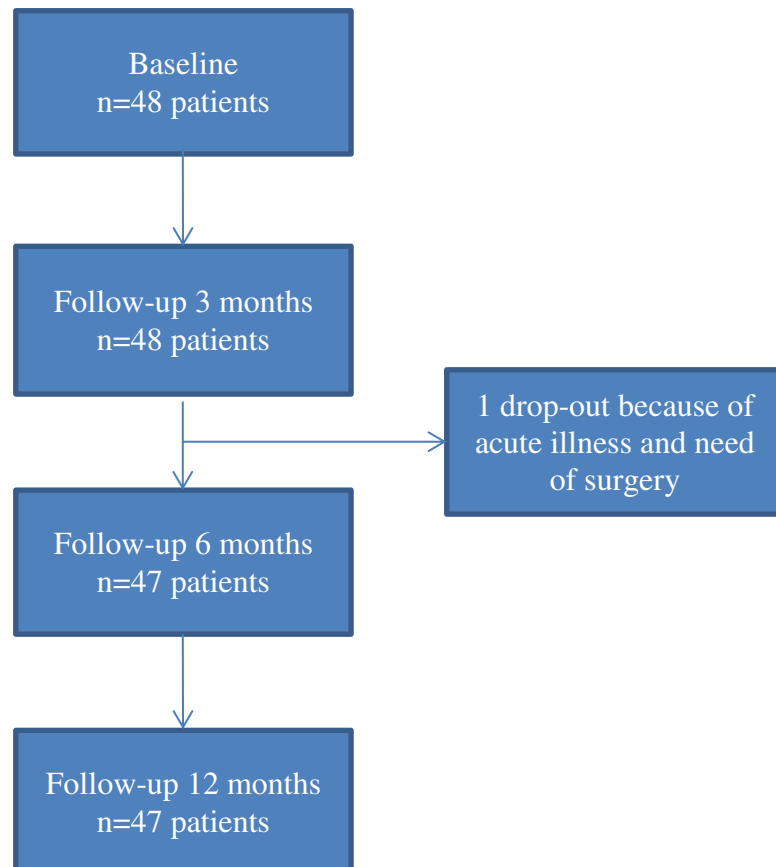 Baseline
n=48 patients
Follow-up 3 months
n=48 patients
1 drop-out because of
acute illness and need
of surgery
Follow-up 6 months
n=47 patients
Follow-up 12 months
n=47 patients